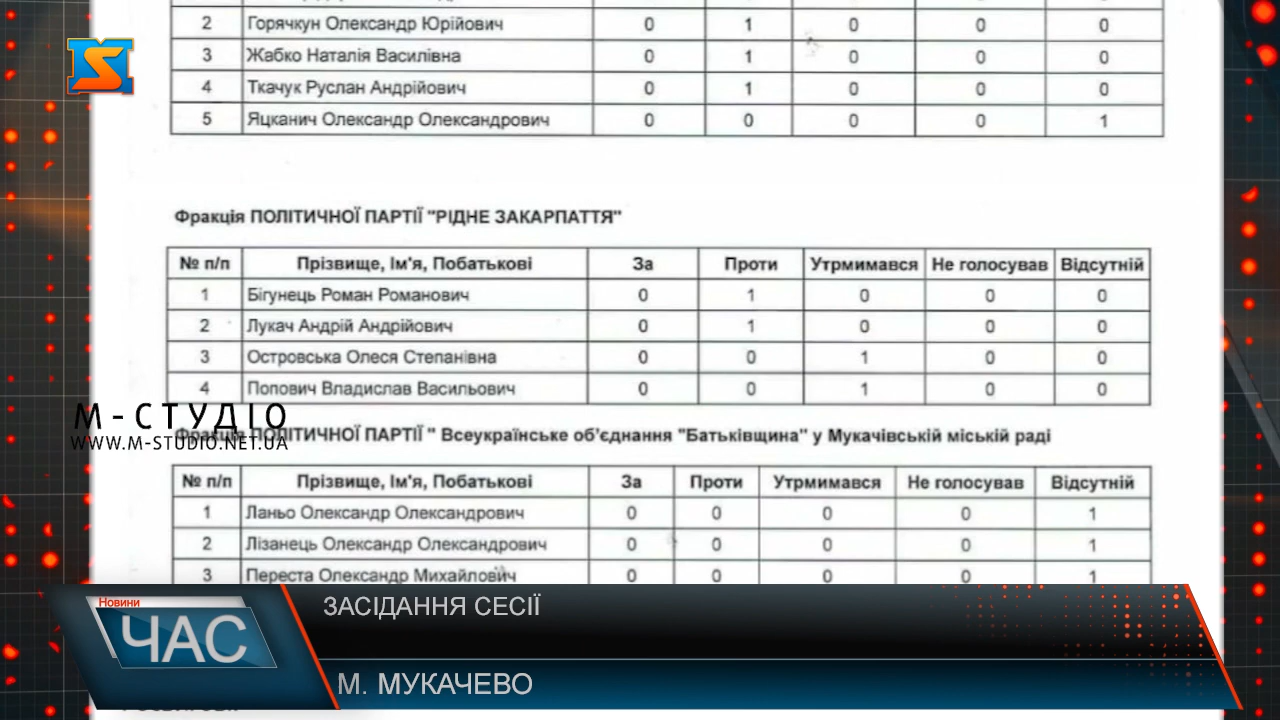 2 Горячкун Олександр Юрійович 0 1 0 0 0
3 Жабко Наталія Василівна 0 1 0 0 0
4 Ткачук Руслан Андрійович 0 1 0 0 0
5 Яцканич Олександр Олександрович 0 0 0 0 1
Фракція ПОЛІТИЧНОЇ ПАРТІЇ "РІДНЕ ЗАКАРПАТТЯ"
№ п/п Прізвище, Ім'я, Побатькові За Проти Утрмимався Не голосував Відсутній
1 Бігунець Роман Романович 0 1 0 0 0
2 Лукач Андрій Андрійович 0 1 0 0 0
3 Островська Олеся Степанівна 0 0 1 0 0
4 Попович Владислав Васильович 0 0 1 0 0
М-СТУДІО
WWW.M-STUDIO.NET.UA
Фракція ПОЛІТИЧНОЇ ПАРТІЇ " Всеукраїнське об'єднання "Батьківщина" у Мукачівській міській раді
№ п/п Прізвище, Ім'я, Побатькові За Проти Утрмимався Не голосував Відсутній
1 Ланьо Олександр Олександрович 0 0 0 0 1
2 Лізанець Олександр Олександрович 0 0 0 0 1
3 Переста Олександр Михайлович 0 0 0 0 1
Новини
ЧАС
ЗАСІДАННЯ СЕСІЇ
М. МУКАЧЕВО